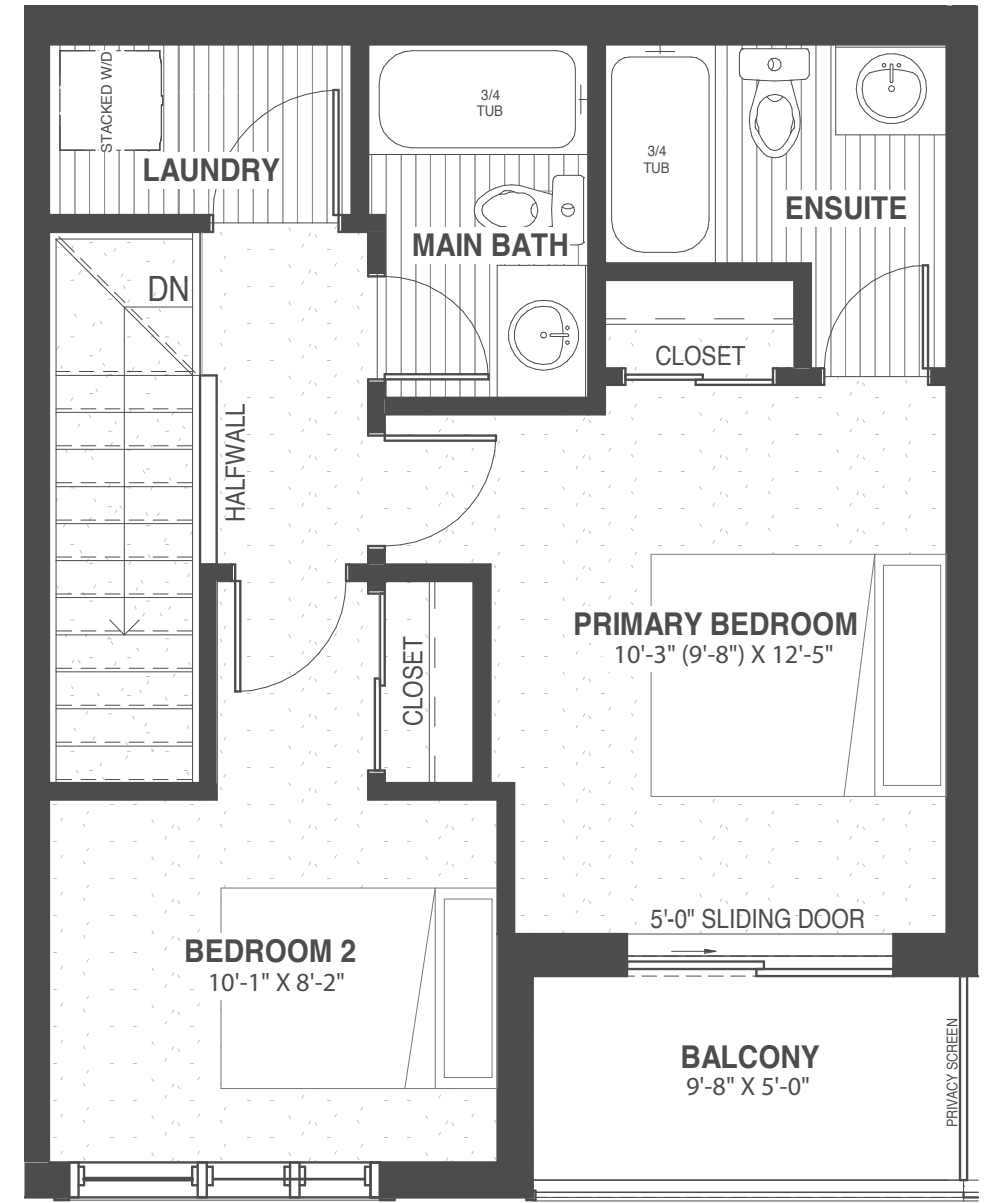 STACKED W/D
LAUNDRY
3/4
TUB
MAIN BATH
3/4
TUB
ENSUITE
DN
CLOSET
HALFWALL
CLOSET
PRIMARY BEDROOM
10'-3" (9'-8") X 12'-5"
5'-0" SLIDING DOOR
BEDROOM 2
10'-1" X 8'-2"
BALCONY
9'-8" X 5'-0"
PRIVACY SCREEN